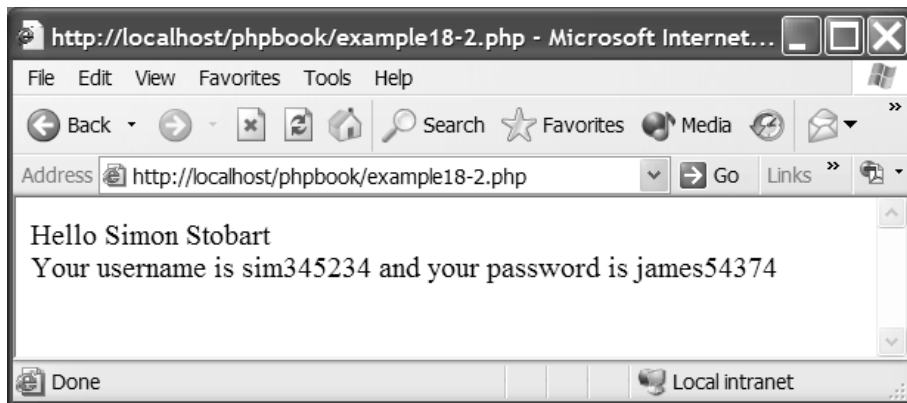 http://localhost/phpbook/example18-2.php - Microsoft Internet...
File Edit View Favorites Tools Help
Back Search Favorites Media »
Address http://localhost/phpbook/example18-2.php Go Links »
Hello Simon Stobart
Your username is sim345234 and your password is james54374
Done Local intranet